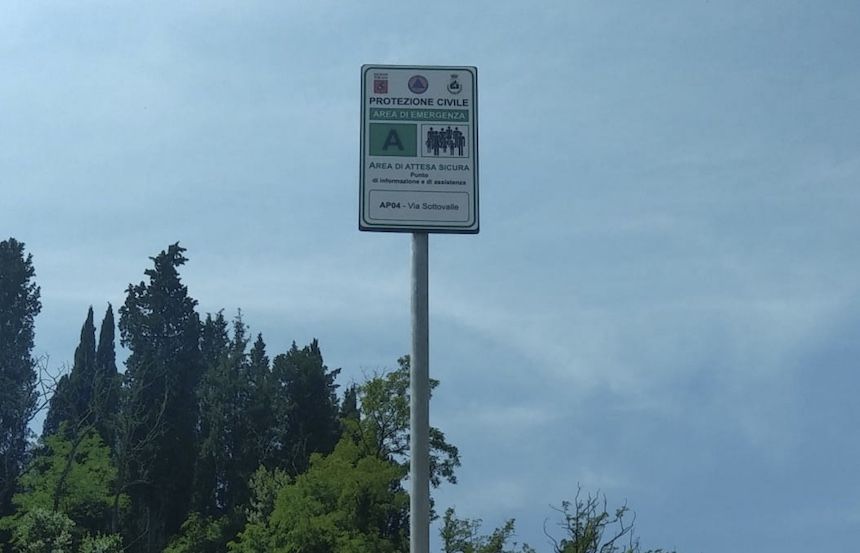 PROTEZIONE CIVILE
AREA DI EMERGENZA
A
AREA DI ATTESA SICURA
Punto
di informazione e di assistenza
AP04 - Via Sottovalle